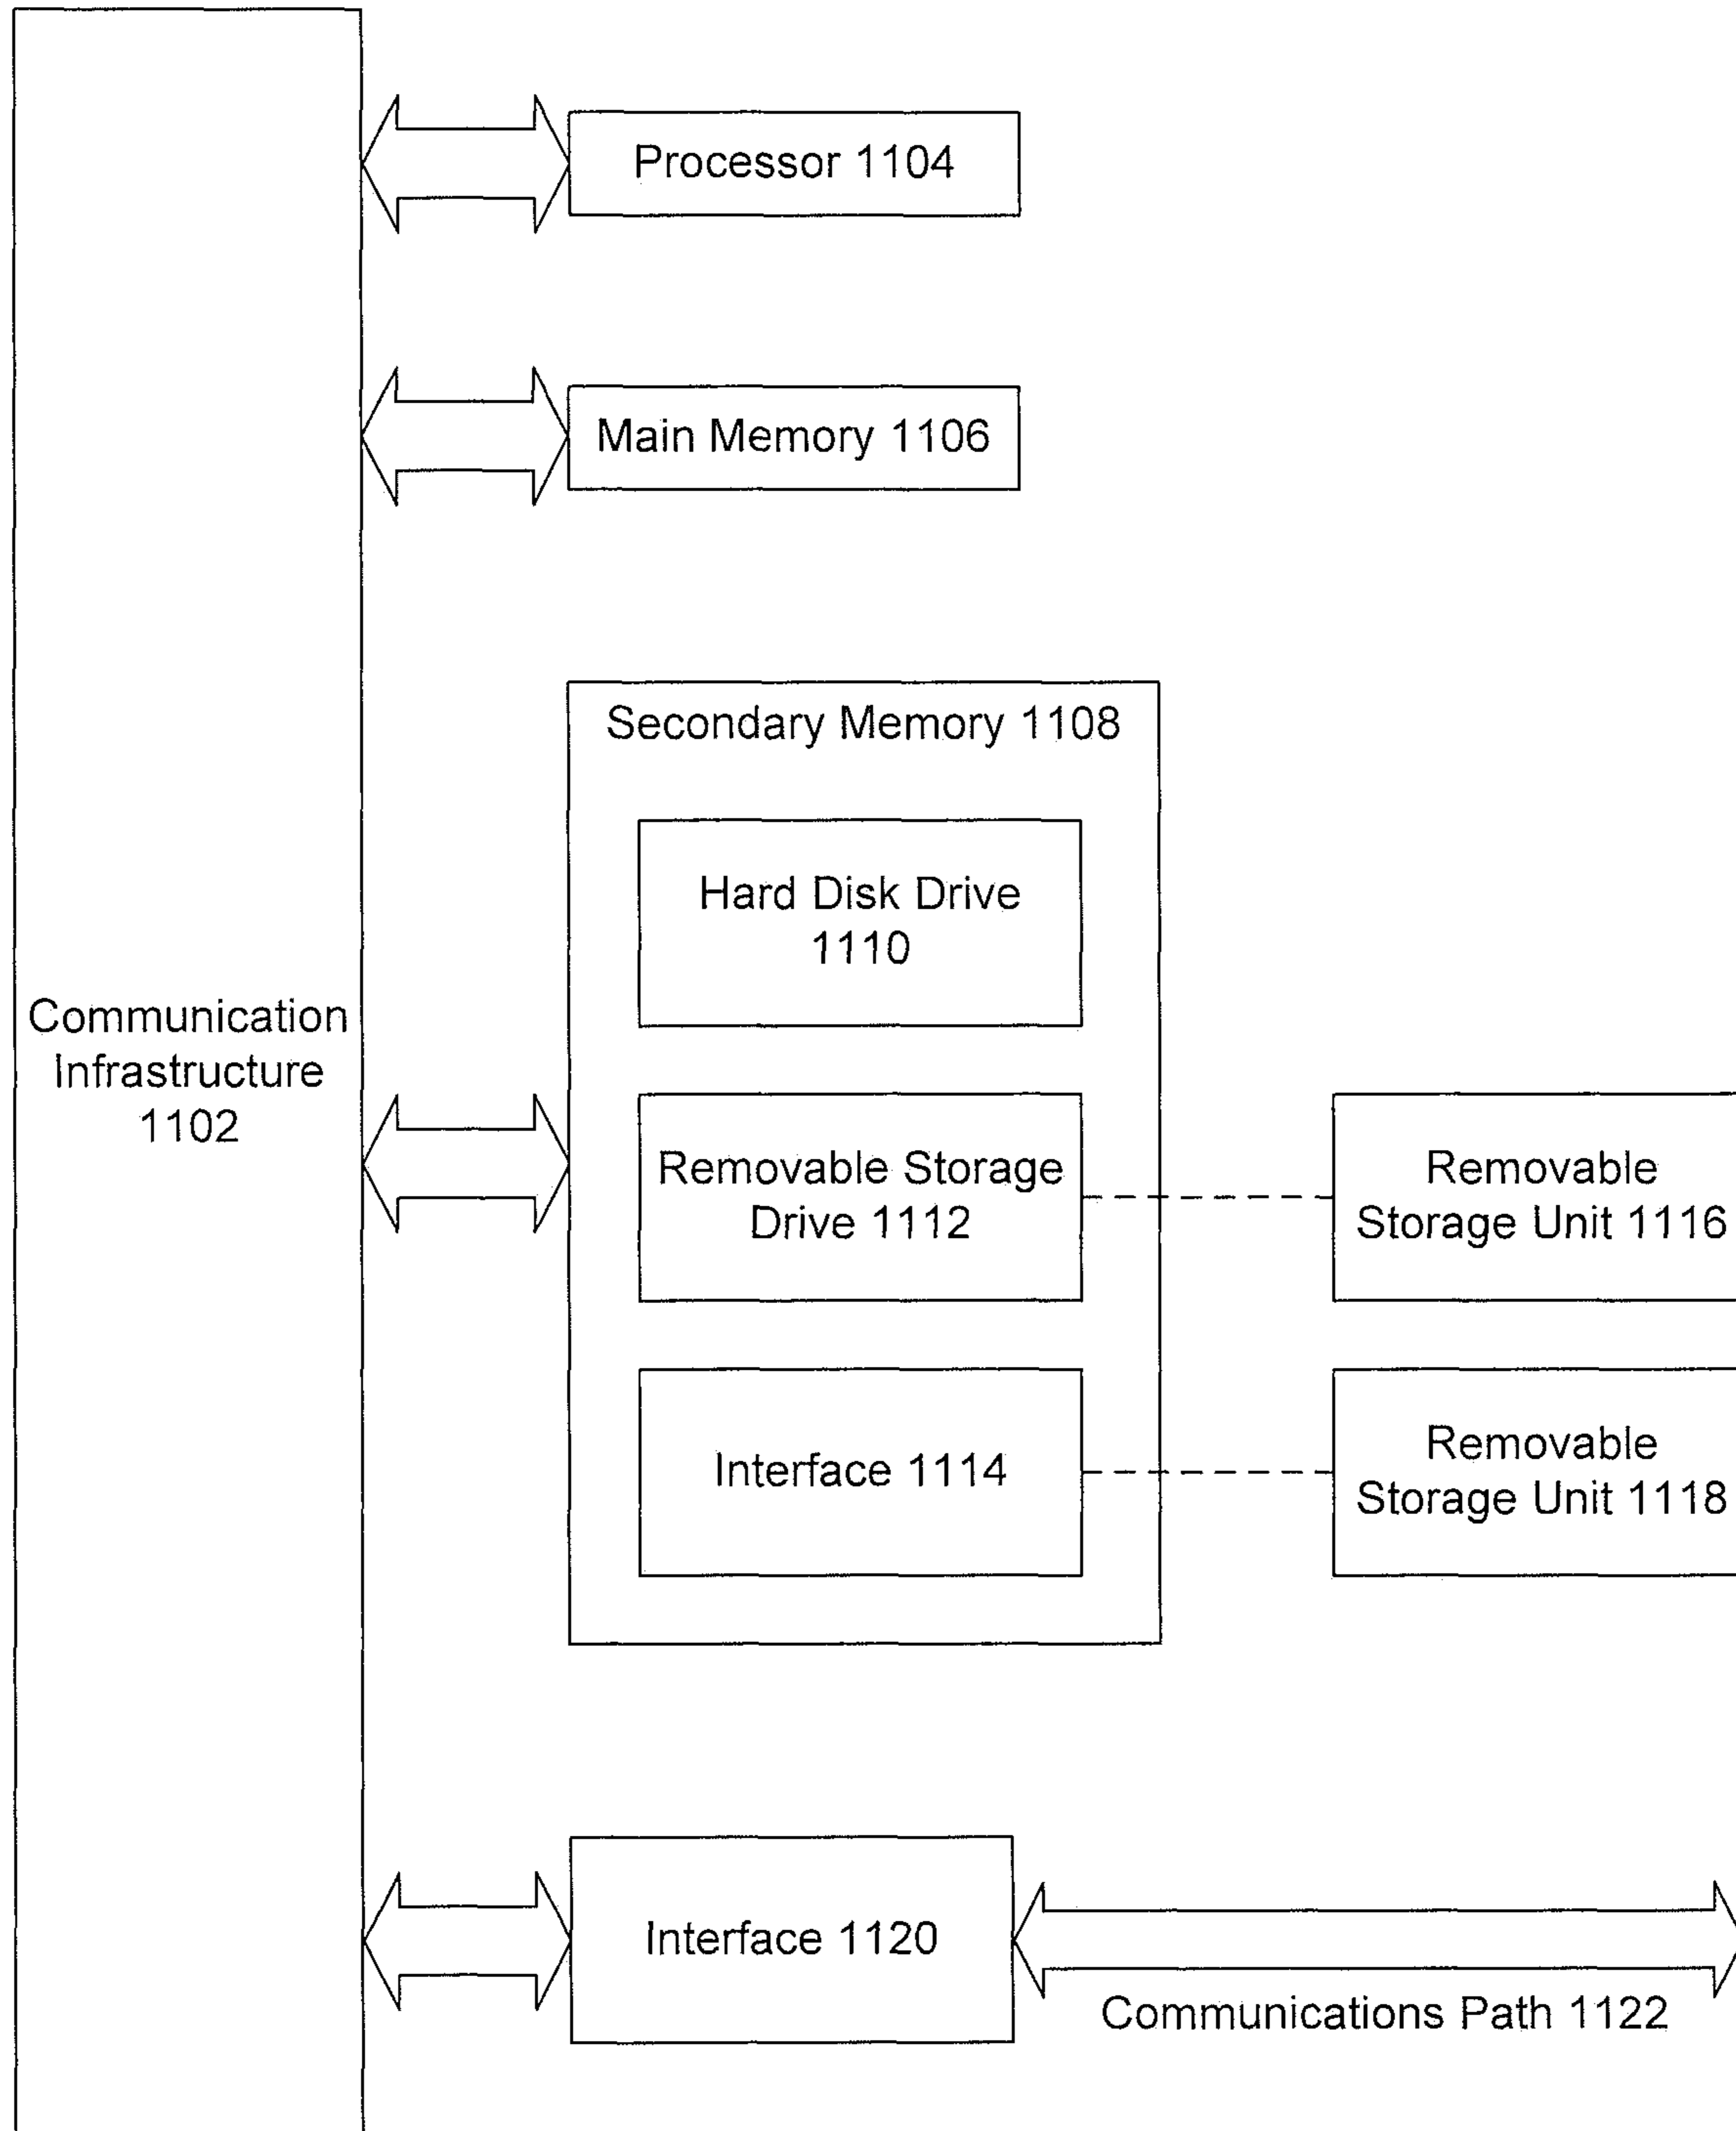 Processor 1104
Main Memory 1106
Secondary Memory 1108
Hard Disk Drive
1110
Communication
Infrastructure
1102
Removable Storage
Drive 1112
Removable
Storage Unit 1116
Interface 1114
Removable
Storage Unit 1118
Interface 1120
Communications Path 1122